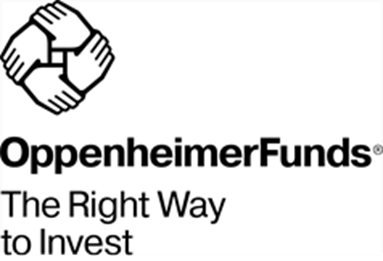 OppenheimerFunds®
The Right Way
to Invest